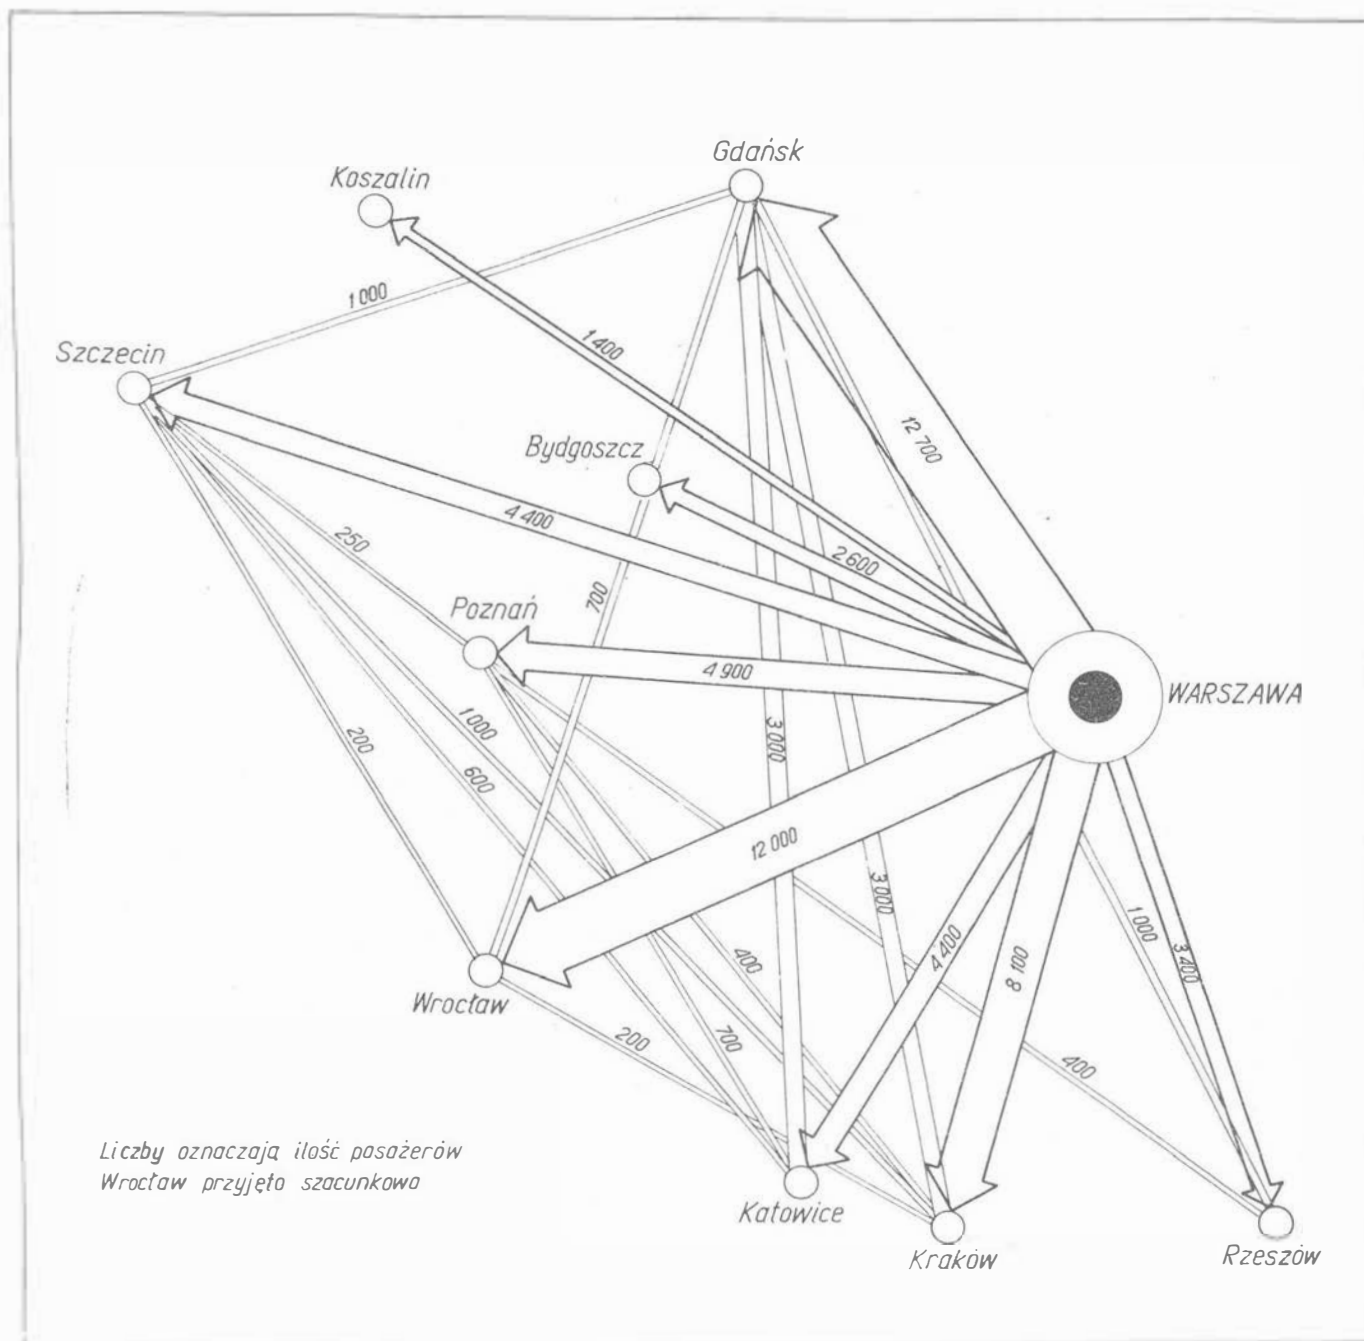 Gdańsk
Koszalin
1 000
Szczecin
1 400
12 700
Bydgoszcz
4 400
2 600
250
700
Poznań
4 900
WARSZAWA
3 000
1 000
200
600
12 000
3 000
1 000
4 400
3 400
8 100
400
Wrocław
200
700
400
Liczby oznaczają ilość pasażerów
Wrocław przyjęto szacunkowo
Katowice
Kraków
Rzeszów